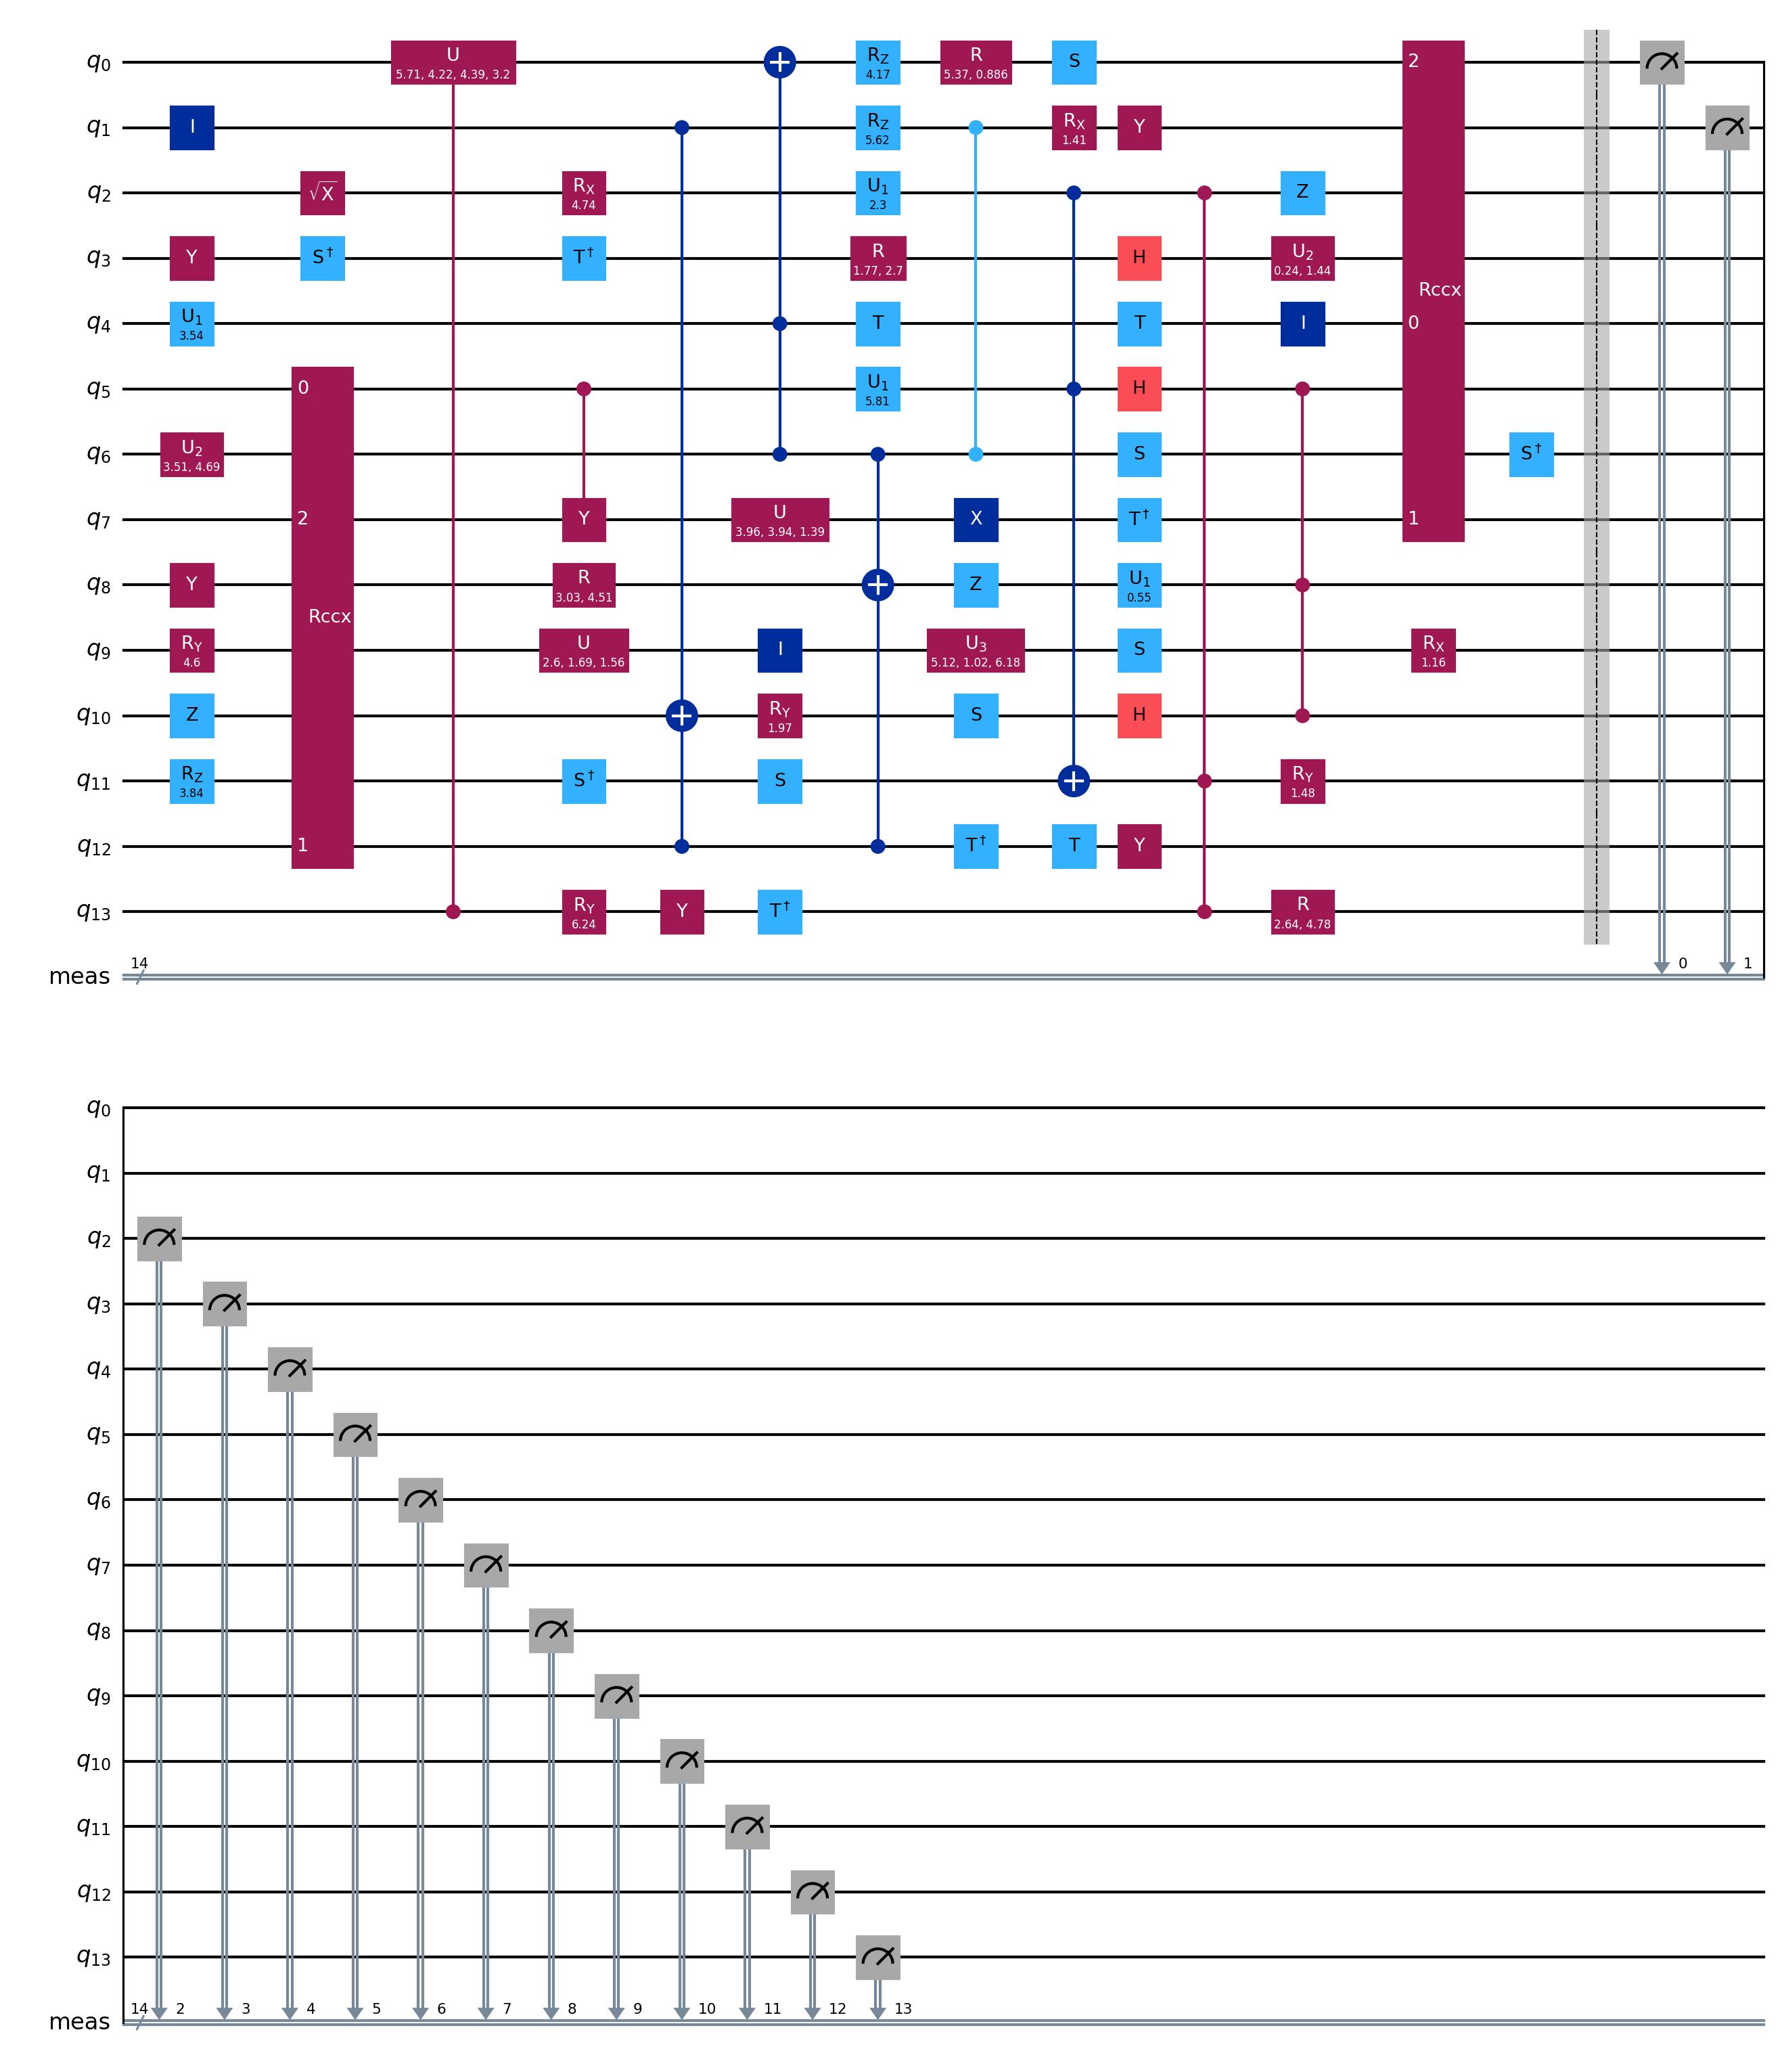 q0 U 5.71, 4.22, 4.39, 3.2 RZ 4.17 R 5.37, 0.886 S 2
q1 I RZ 5.62 RX 1.41 Y
q2 √X RX 4.74 U1 2.3 Z
q3 Y S† T† R 1.77, 2.7 H U2 0.24, 1.44
Rccx
q4 U1 3.54 T T I 0
q5 0 U1 5.81 H
q6 U2 3.51, 4.69 S S†
q7 2 Y U 3.96, 3.94, 1.39 X T† 1
q8 Y R 3.03, 4.51 Z U1 0.55
Rccx
q9 RY 4.6 U 2.6, 1.69, 1.56 I U3 5.12, 1.02, 6.18 S RX 1.16
q10 Z RY 1.97 S H
q11 RZ 3.84 S† S RY 1.48
q12 1 T† T Y
q13 RY 6.24 Y T† R 2.64, 4.78
meas 14 0 1
q0
q1
q2
q3
q4
q5
q6
q7
q8
q9
q10
q11
q12
q13
meas 14 2 3 4 5 6 7 8 9 10 11 12 13